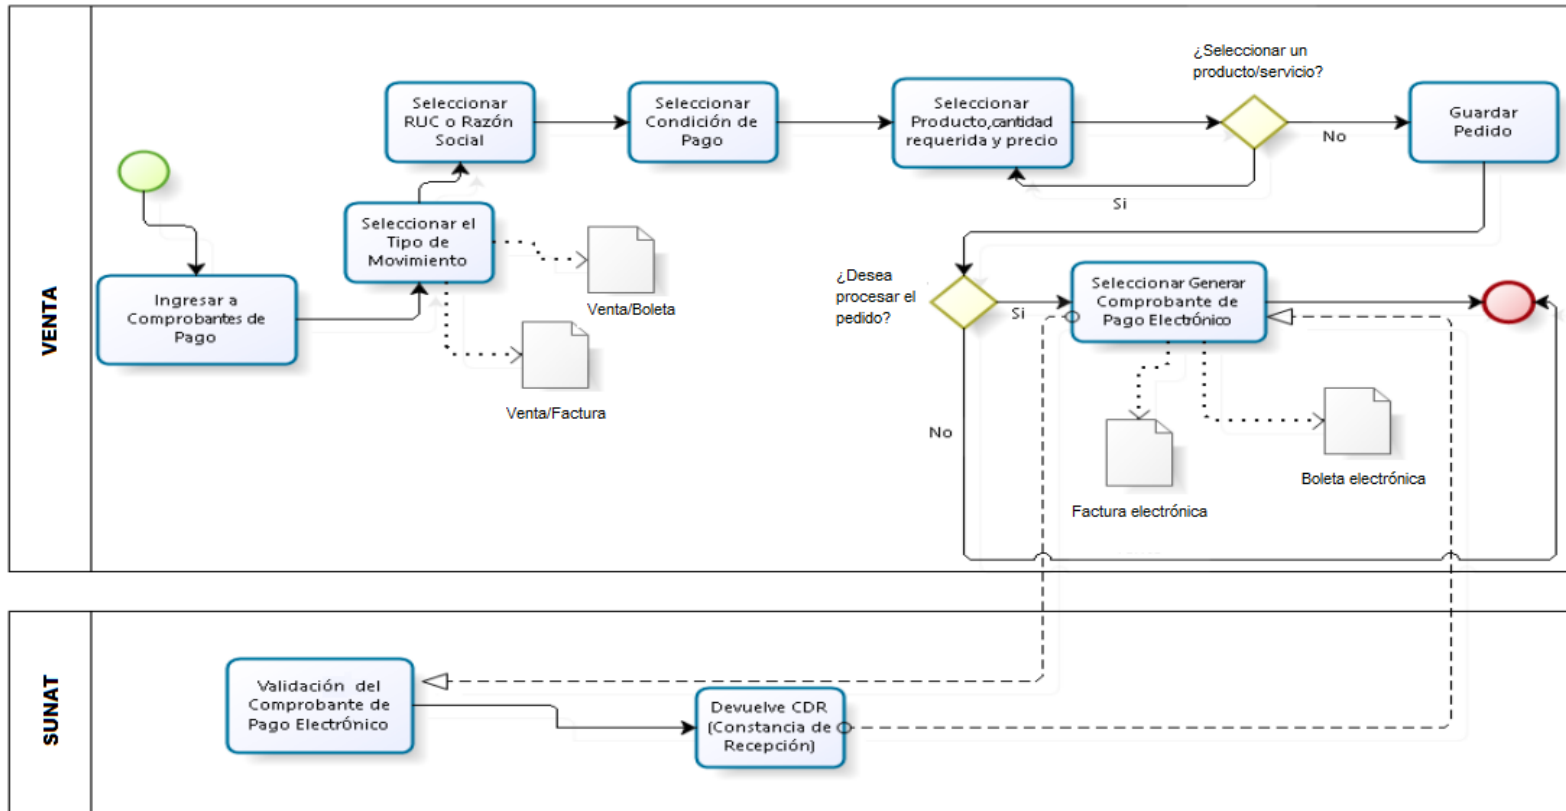 VENTA
Ingresar a
Comprobantes de
Pago
Seleccionar el
Tipo de
Movimiento
Venta/Boleta
Venta/Factura
Seleccionar
RUC o Razón
Social
Seleccionar
Condición de
Pago
Seleccionar
Producto,cantidad
requerida y precio
¿Seleccionar un
producto/servicio?
Si
No
Guardar
Pedido
¿Desea
procesar el
pedido?
Si
No
Seleccionar Generar
Comprobante de
Pago Electrónico
Factura electrónica
Boleta electrónica
SUNAT
Validación del
Comprobante de
Pago Electrónico
Devuelve CDR
(Constancia de
Recepción)